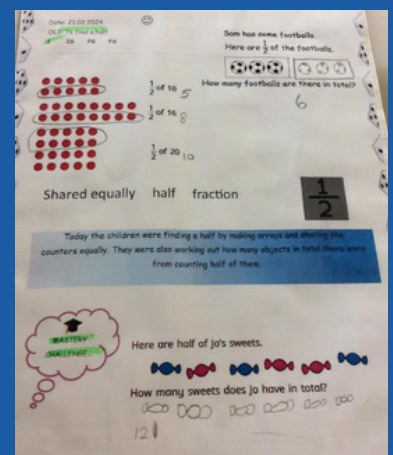 Date: 21.03.2024
OLI: To find a half
IS PA PX
1/2 of 10 5
1/2 of 16 8
1/2 of 20 10
Sam has some footballs.
Here are 1/2 of the footballs.
How many footballs are there in total?
6
Shared equally half fraction
1/2
Today the children were finding a half by making arrays and sharing the
counters equally. They were also working out how many objects in total there were
from counting half of them.
MASTERY
CHALLENGE
Here are half of Jo's sweets.
How many sweets does Jo have in total?
12